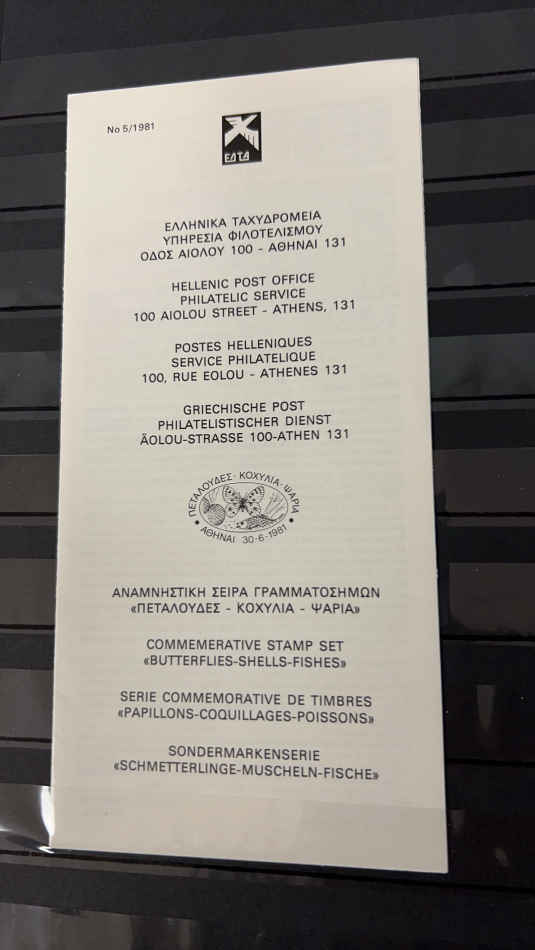 No 5/1981
ΕΛΤΑ
ΕΛΛΗΝΙΚΑ ΤΑΧΥΔΡΟΜΕΙΑ
ΥΠΗΡΕΣΙΑ ΦΙΛΟΤΕΛΙΣΜΟΥ
ΟΔΟΣ ΑΙΟΛΟΥ 100 - ΑΘΗΝΑΙ 131
HELLENIC POST OFFICE
PHILATELIC SERVICE
100 AIOLOU STREET - ATHENS, 131
POSTES HELLENIQUES
SERVICE PHILATELIQUE
100, RUE EOLOU - ATHENES 131
GRIECHISCHE POST
PHILATELISTISCHER DIENST
ÄOLOU-STRASSE 100-ATHEN 131
ΠΕΤΑΛΟΥΔΕΣ·ΚΟΧΥΛΙΑ·ΨΑΡΙΑ
ΑΘΗΝΑΙ 30·6·1981
ΑΝΑΜΝΗΣΤΙΚΗ ΣΕΙΡΑ ΓΡΑΜΜΑΤΟΣΗΜΩΝ
«ΠΕΤΑΛΟΥΔΕΣ - ΚΟΧΥΛΙΑ - ΨΑΡΙΑ»
COMMEMERATIVE STAMP SET
«BUTTERFLIES-SHELLS-FISHES»
SERIE COMMEMORATIVE DE TIMBRES
«PAPILLONS-COQUILLAGES-POISSONS»
SONDERMARKENSERIE
«SCHMETTERLINGE-MUSCHELN-FISCHE»